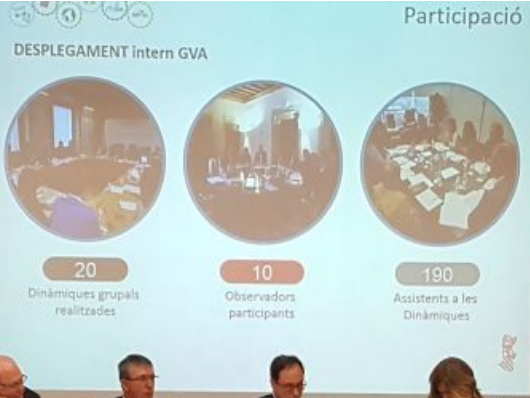 Participació
DESPLEGAMENT intern GVA
20
Dinàmiques grupals
realitzades
10
Observadors
participants
190
Assistents a les
Dinàmiques